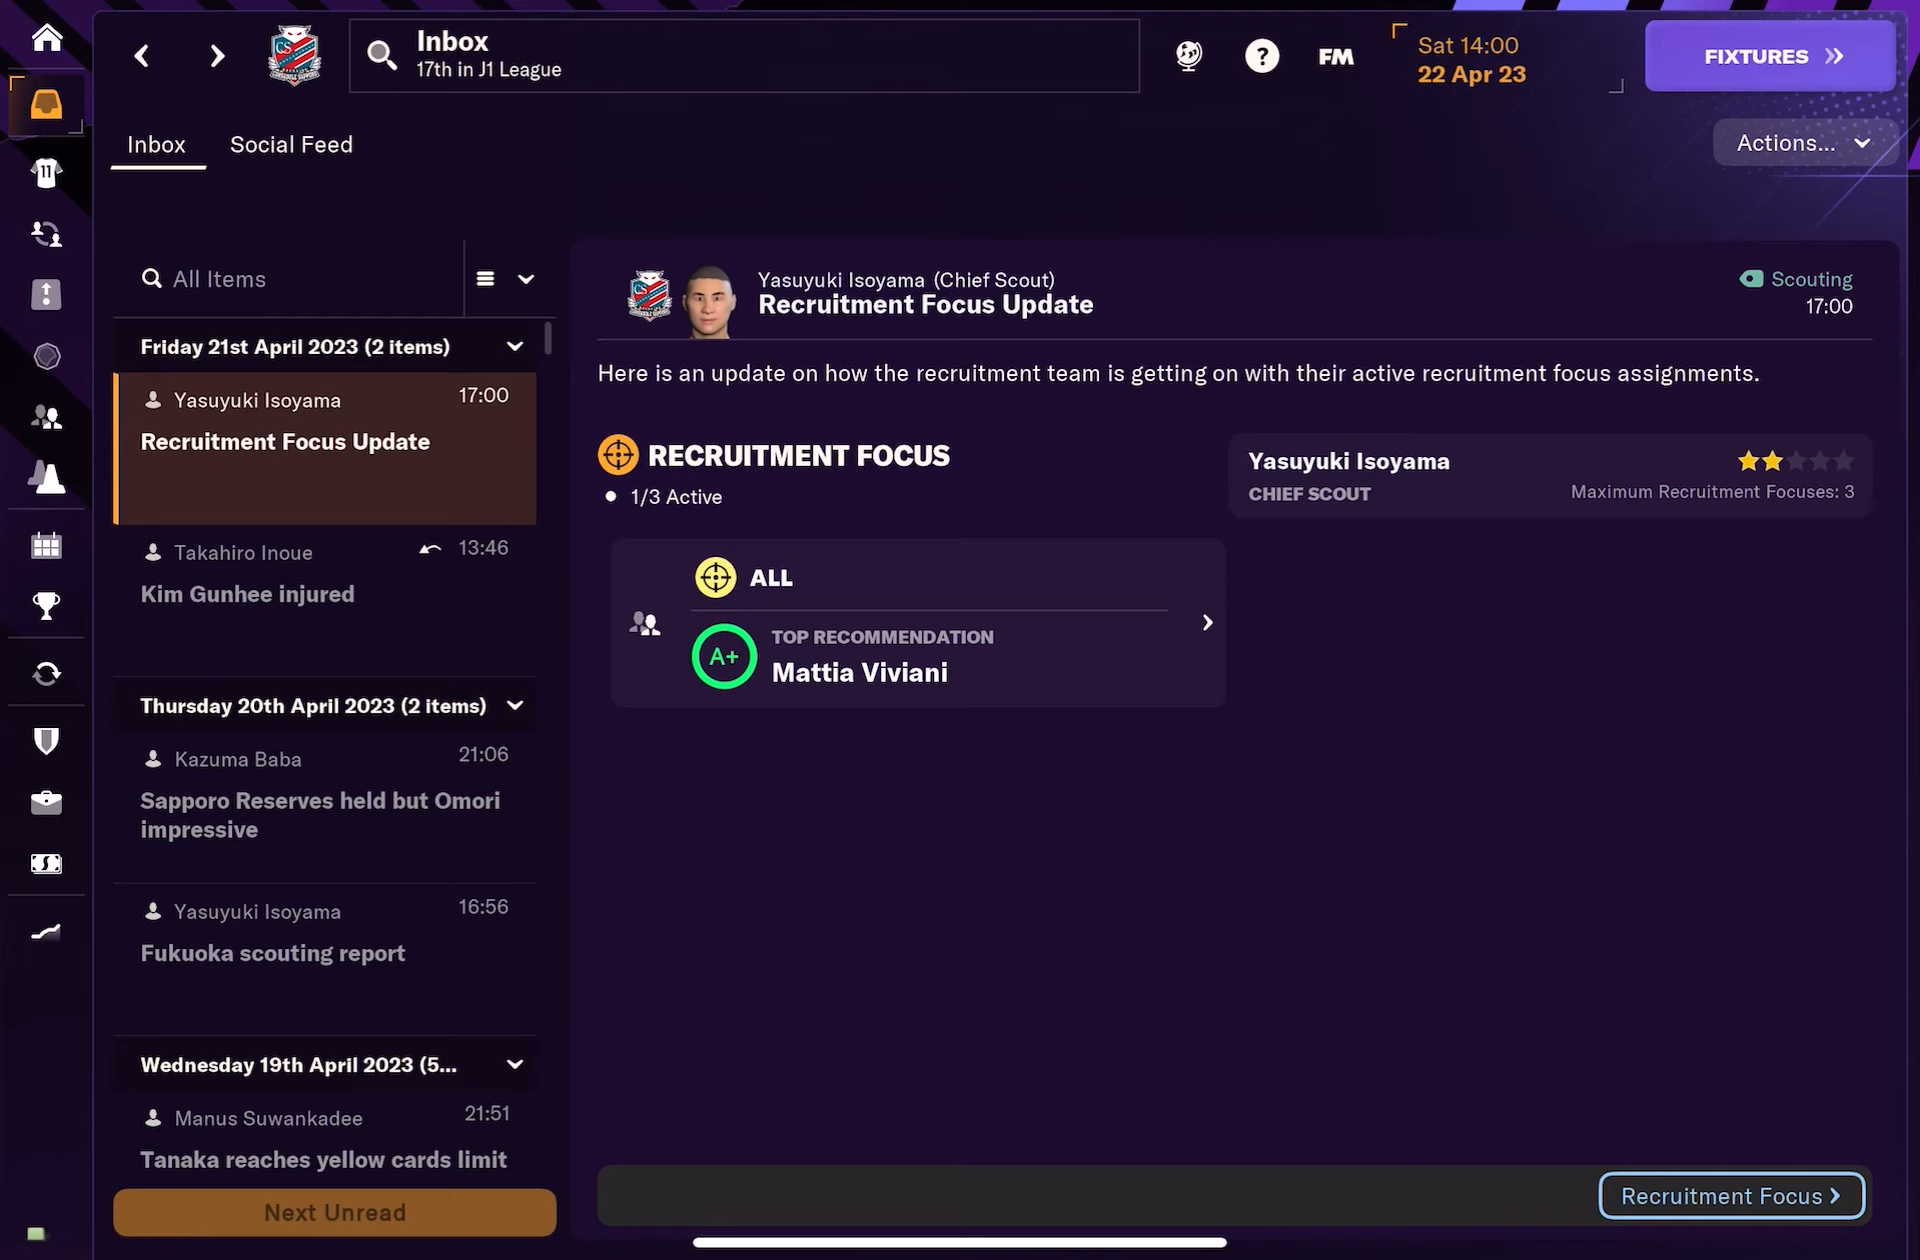 Inbox
17th in J1 League
?
FM
Sat 14:00
22 Apr 23
FIXTURES
Inbox
Social Feed
Actions...
11
All Items
Friday 21st April 2023 (2 items)
Yasuyuki Isoyama
17:00
Recruitment Focus Update
Takahiro Inoue
13:46
Kim Gunhee injured
Thursday 20th April 2023 (2 items)
Kazuma Baba
21:06
Sapporo Reserves held but Omori
impressive
Yasuyuki Isoyama
16:56
Fukuoka scouting report
Wednesday 19th April 2023 (5...
Manus Suwankadee
21:51
Tanaka reaches yellow cards limit
Next Unread
Yasuyuki Isoyama (Chief Scout)
Recruitment Focus Update
Scouting
17:00
Here is an update on how the recruitment team is getting on with their active recruitment focus assignments.
RECRUITMENT FOCUS
1/3 Active
Yasuyuki Isoyama
CHIEF SCOUT
Maximum Recruitment Focuses: 3
ALL
A+
TOP RECOMMENDATION
Mattia Viviani
Recruitment Focus